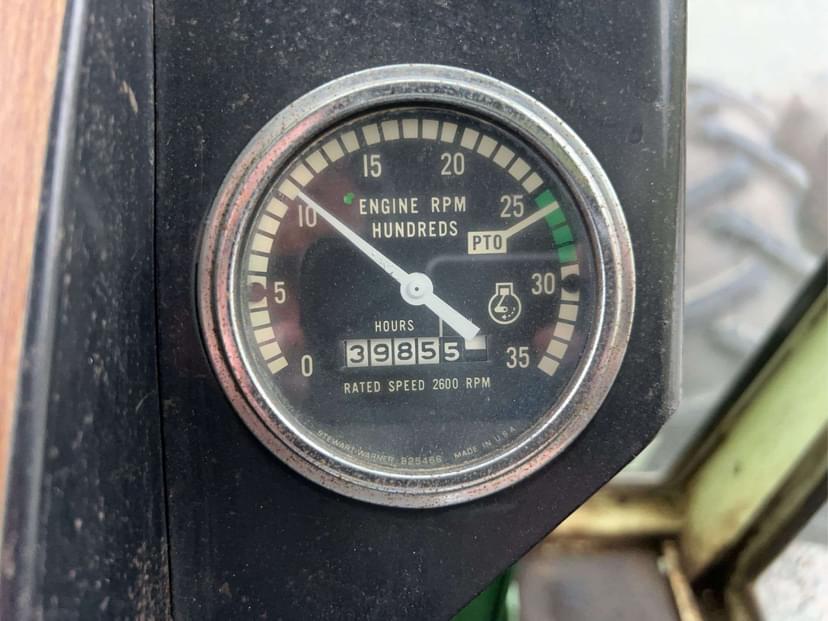 15 20
10 ENGINE RPM 25
HUNDREDS
PTO
5 30
HOURS
39855
0 35
RATED SPEED 2600 RPM
STEWART-WARNER 825466 MADE IN U.S.A.